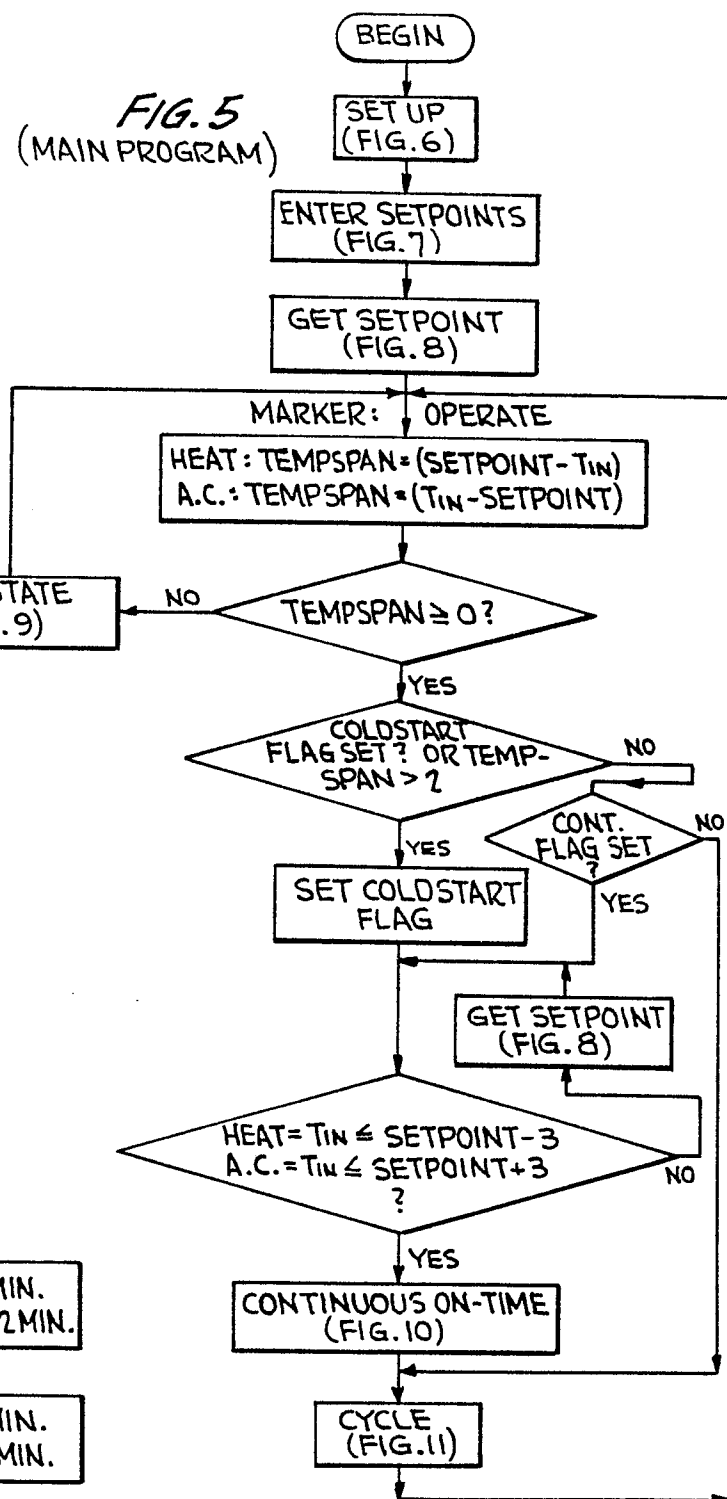 BEGIN
FIG. 5
(MAIN PROGRAM)
SET UP
(FIG. 6)
ENTER SETPOINTS
(FIG. 7)
GET SETPOINT
(FIG. 8)
MARKER: OPERATE
HEAT: TEMPSPAN = (SETPOINT - TIN)
A.C.: TEMPSPAN = (TIN - SETPOINT)
STATE
.9)
NO
TEMPSPAN ≧ 0?
YES
COLDSTART
FLAG SET? OR TEMP-
SPAN > 2
NO
CONT.
FLAG SET
?
NO
YES
YES
SET COLDSTART
FLAG
GET SETPOINT
(FIG. 8)
HEAT = TIN ≤ SETPOINT - 3
A.C. = TIN ≤ SETPOINT + 3
?
NO
YES
MIN.
2 MIN.
CONTINUOUS ON-TIME
(FIG. 10)
MIN.
MIN.
CYCLE
(FIG. 11)